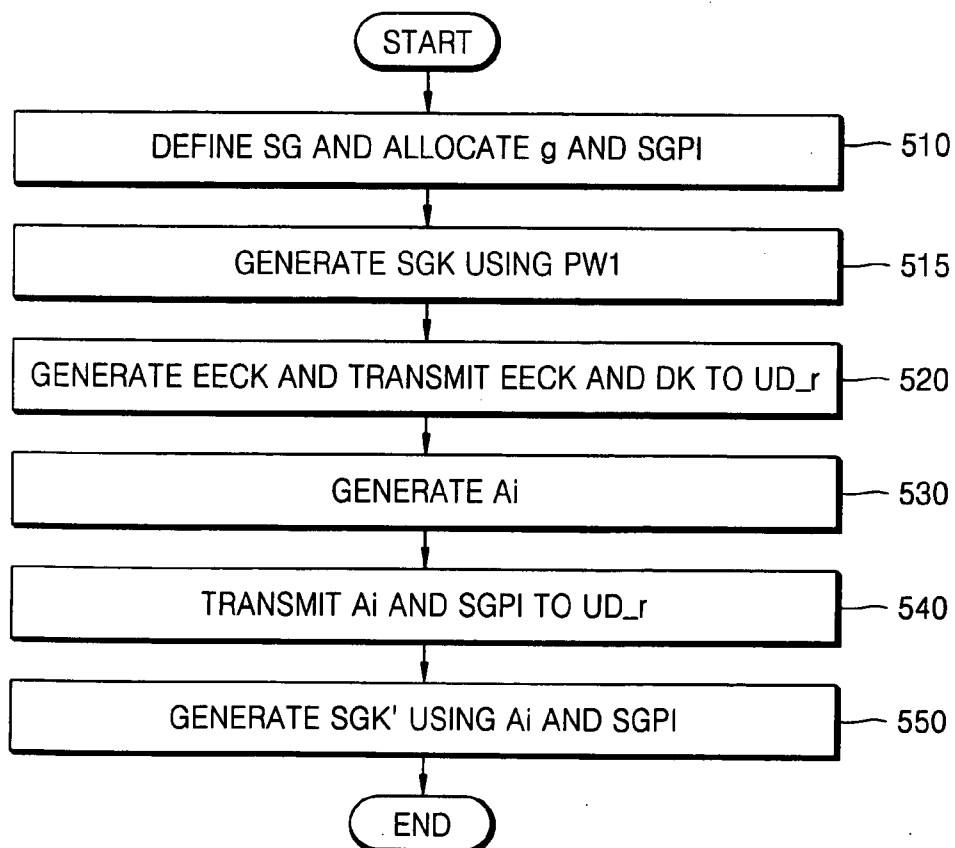 START
DEFINE SG AND ALLOCATE g AND SGPI
510
GENERATE SGK USING PW1
515
GENERATE EECK AND TRANSMIT EECK AND DK TO UD_r
520
GENERATE Ai
530
TRANSMIT Ai AND SGPI TO UD_r
540
GENERATE SGK' USING Ai AND SGPI
550
END